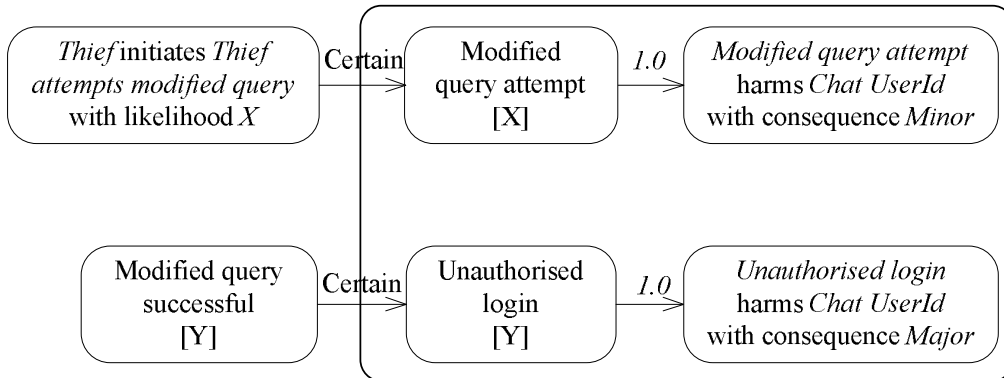 Thief initiates Thief
attempts modified query
with likelihood X
Certain
Modified
query attempt
[X]
1.0
Modified query attempt
harms Chat UserId
with consequence Minor
Modified query
successful
[Y]
Certain
Unauthorised
login
[Y]
1.0
Unauthorised login
harms Chat UserId
with consequence Major